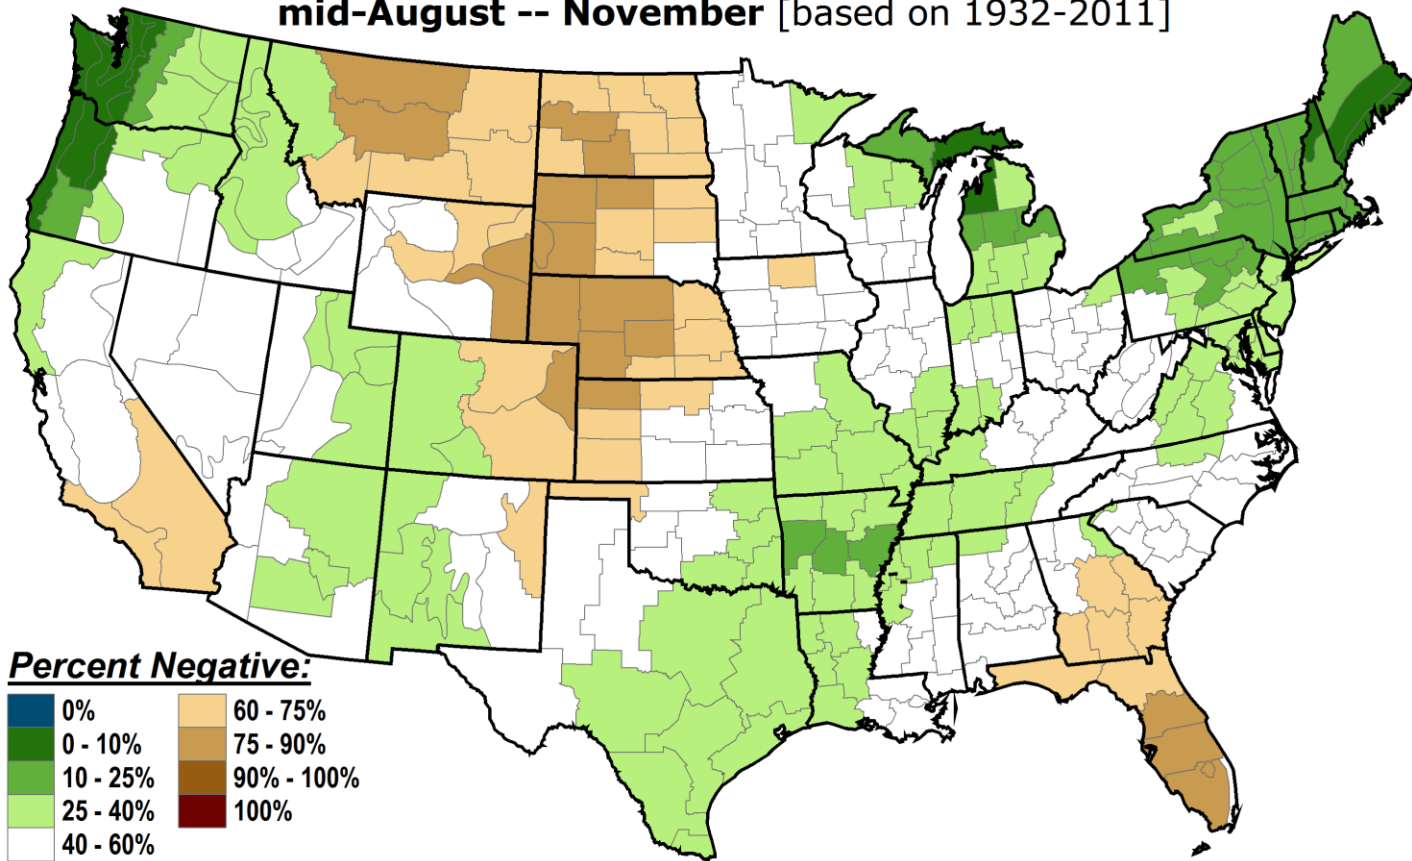 mid-August -- November [based on 1932-2011]
Percent Negative:
0%
0 - 10%
10 - 25%
25 - 40%
40 - 60%
60 - 75%
75 - 90%
90% - 100%
100%